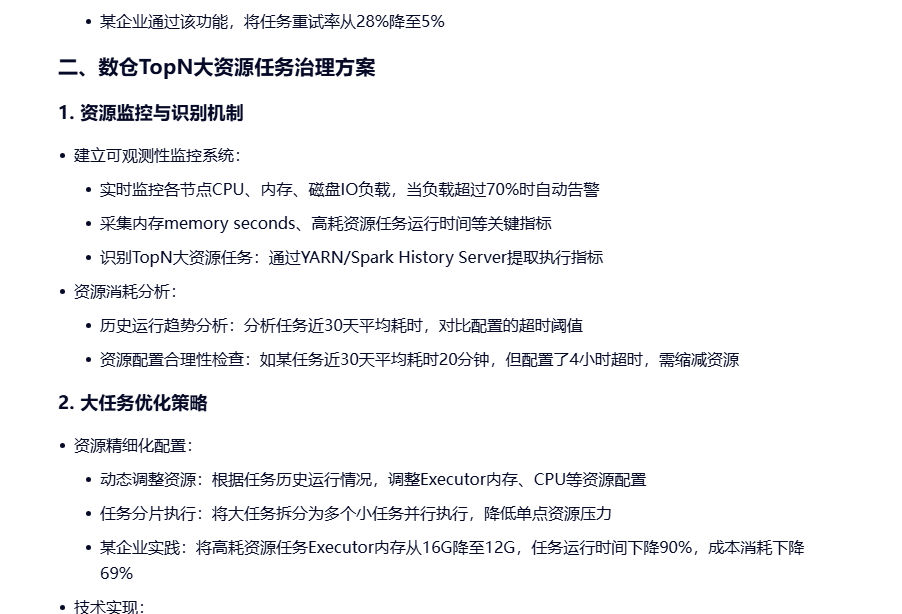 • 某企业通过该功能，将任务重试率从28%降至5%
二、数仓TopN大资源任务治理方案
1. 资源监控与识别机制
• 建立可观测性监控系统：
• 实时监控各节点CPU、内存、磁盘IO负载，当负载超过70%时自动告警
• 采集内存memory seconds、高耗资源任务运行时间等关键指标
• 识别TopN大资源任务：通过YARN/Spark History Server提取执行指标
• 资源消耗分析：
• 历史运行趋势分析：分析任务近30天平均耗时，对比配置的超时阈值
• 资源配置合理性检查：如某任务近30天平均耗时20分钟，但配置了4小时超时，需缩减资源
2. 大任务优化策略
• 资源精细化配置：
• 动态调整资源：根据任务历史运行情况，调整Executor内存、CPU等资源配置
• 任务分片执行：将大任务拆分为多个小任务并行执行，降低单点资源压力
• 某企业实践：将高耗资源任务Executor内存从16G降至12G，任务运行时间下降90%，成本消耗下降
69%
• 技术实现：